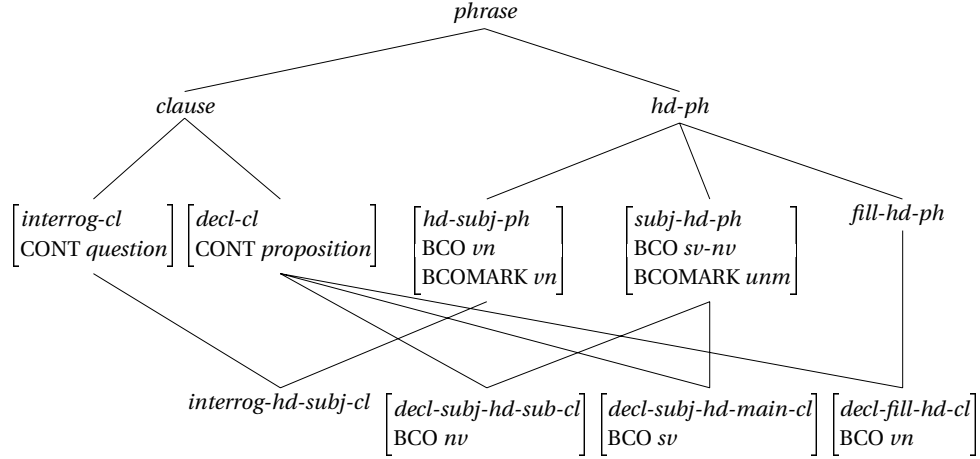 phrase
clause
hd-ph
interrog-cl
CONT question
decl-cl
CONT proposition
hd-subj-ph
BCO vn
BCOMARK vn
subj-hd-ph
BCO sv-nv
BCOMARK unm
fill-hd-ph
interrog-hd-subj-cl
decl-subj-hd-sub-cl
BCO nv
decl-subj-hd-main-cl
BCO sv
decl-fill-hd-cl
BCO vn